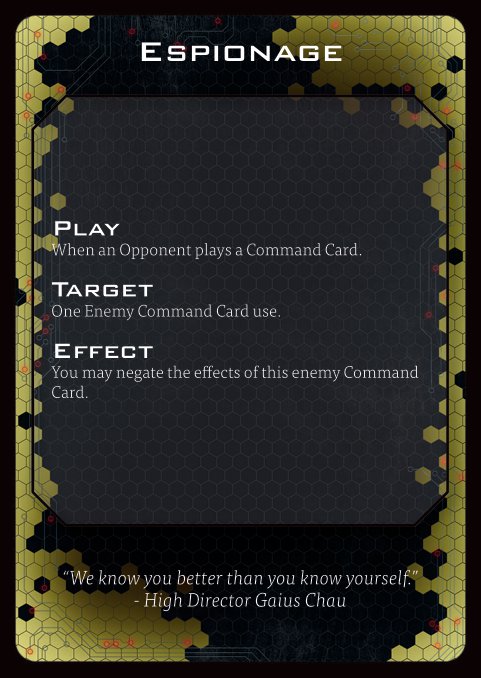 Espionage
Play
When an Opponent plays a Command Card.
Target
One Enemy Command Card use.
Effect
You may negate the effects of this enemy Command
Card.
“We know you better than you know yourself.”
- High Director Gaius Chau